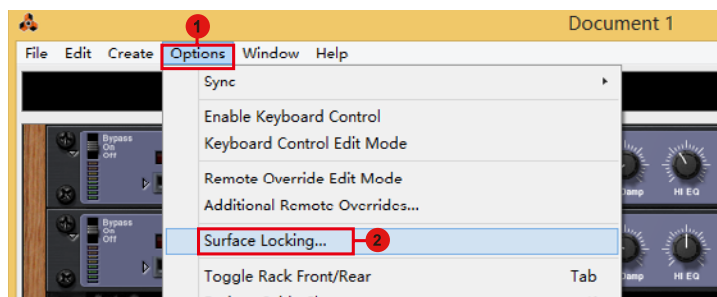 1
Document 1
File Edit Create Options Window Help
Sync
Enable Keyboard Control
Keyboard Control Edit Mode
Remote Override Edit Mode
Additional Remote Overrides...
Surface Locking... 2
Toggle Rack Front/Rear Tab
Bypass
On
Off
Damp HI EQ
Bypass
On
Off
Damp HI EQ